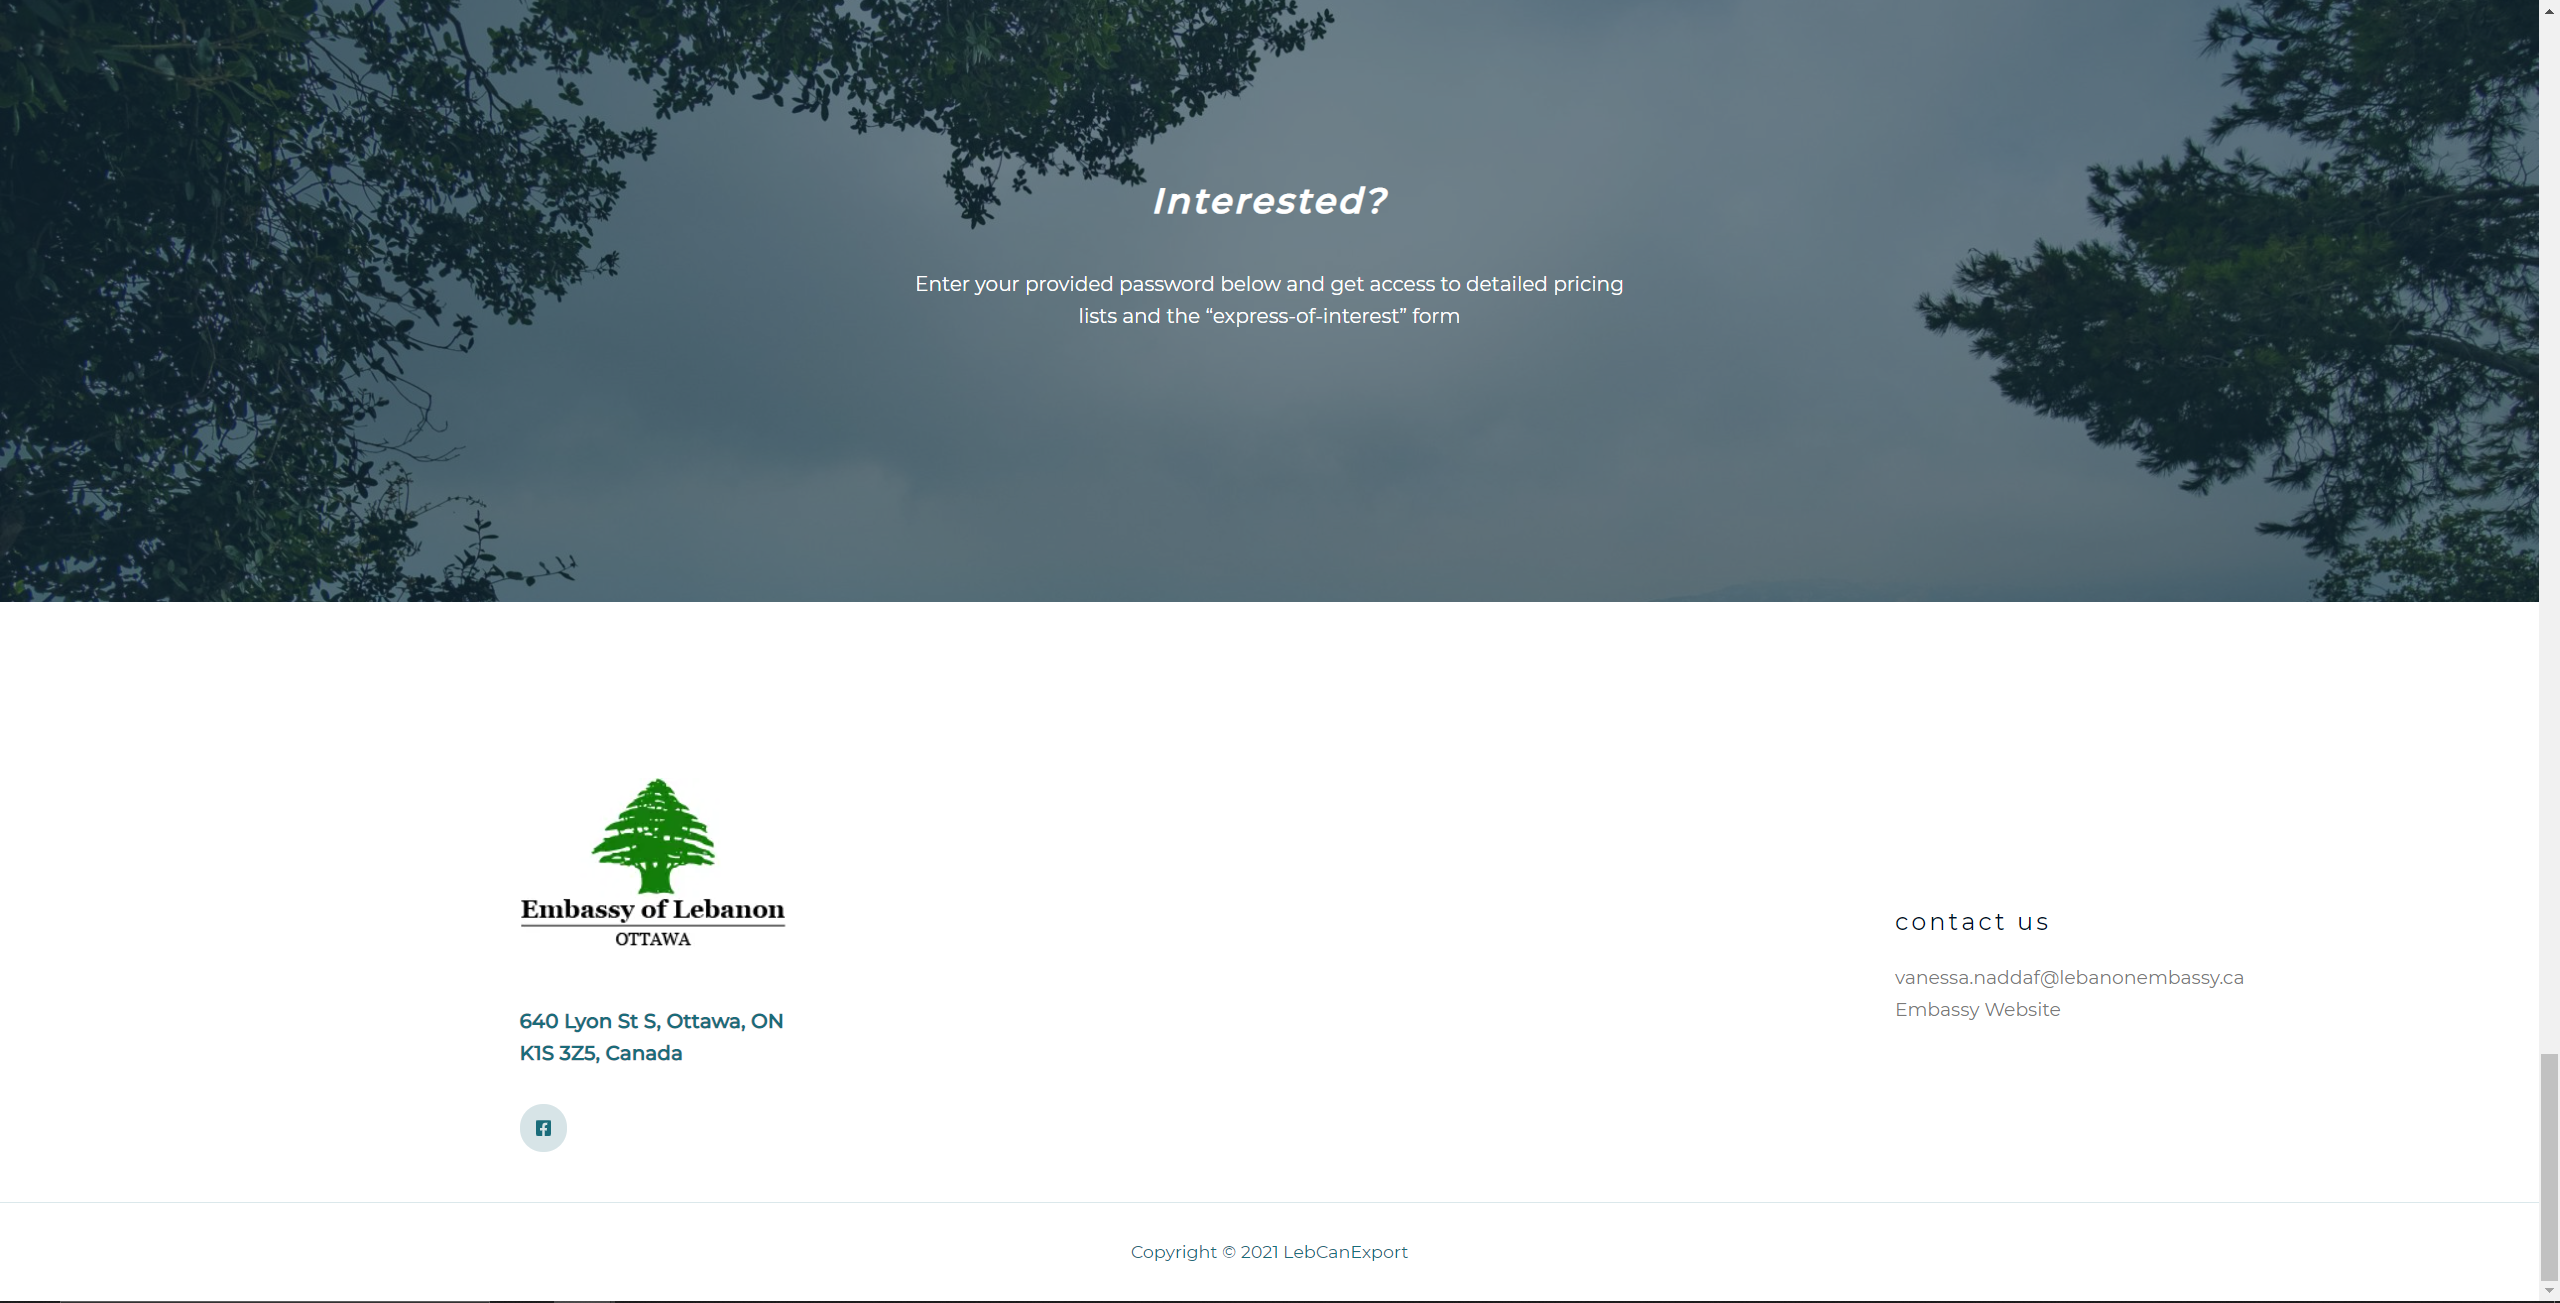 Interested?
Enter your provided password below and get access to detailed pricing
lists and the “express-of-interest” form
Embassy of Lebanon
OTTAWA
640 Lyon St S, Ottawa, ON
K1S 3Z5, Canada
contact us
vanessa.naddaf@lebanonembassy.ca
Embassy Website
Copyright © 2021 LebCanExport